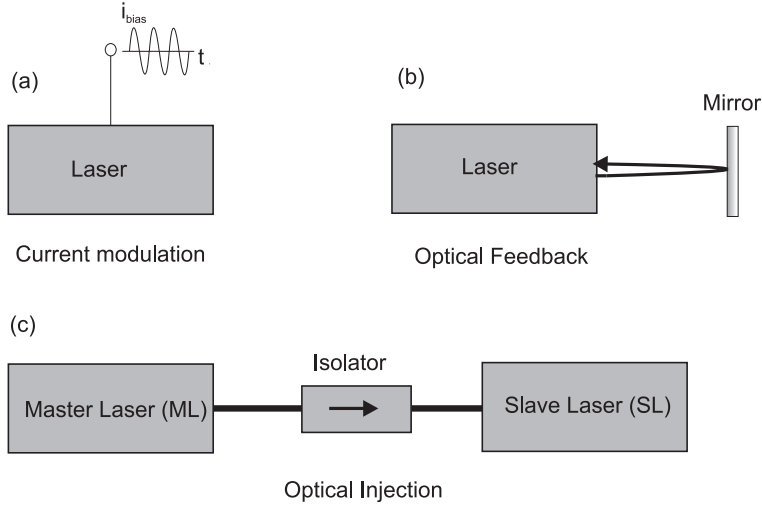 i_bias
t
(a)
Laser
Current modulation
(b)
Mirror
Laser
Optical Feedback
(c)
Isolator
Master Laser (ML)
Slave Laser (SL)
Optical Injection